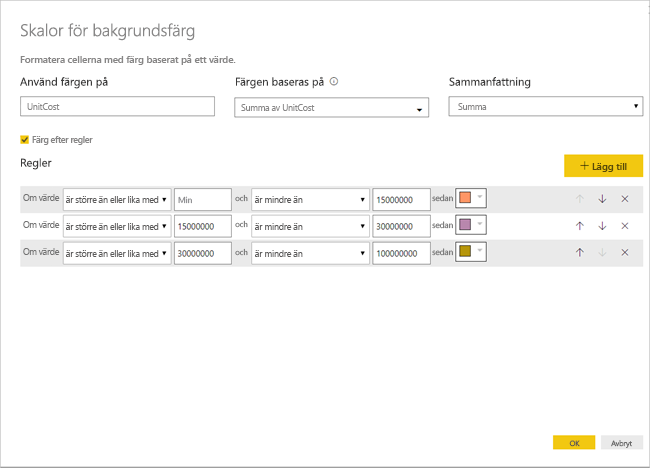 Skalor för bakgrundsfärg
Formatera cellerna med färg baserat på ett värde.
Använd färgen på Färgen baseras på Sammanfattning
UnitCost Summa av UnitCost Summa
Färg efter regler
Regler + Lägg till
Om värde är större än eller lika med Min och är mindre än 15000000 sedan
Om värde är större än eller lika med 15000000 och är mindre än 30000000 sedan
Om värde är större än eller lika med 30000000 och är mindre än 100000000 sedan
OK Avbryt